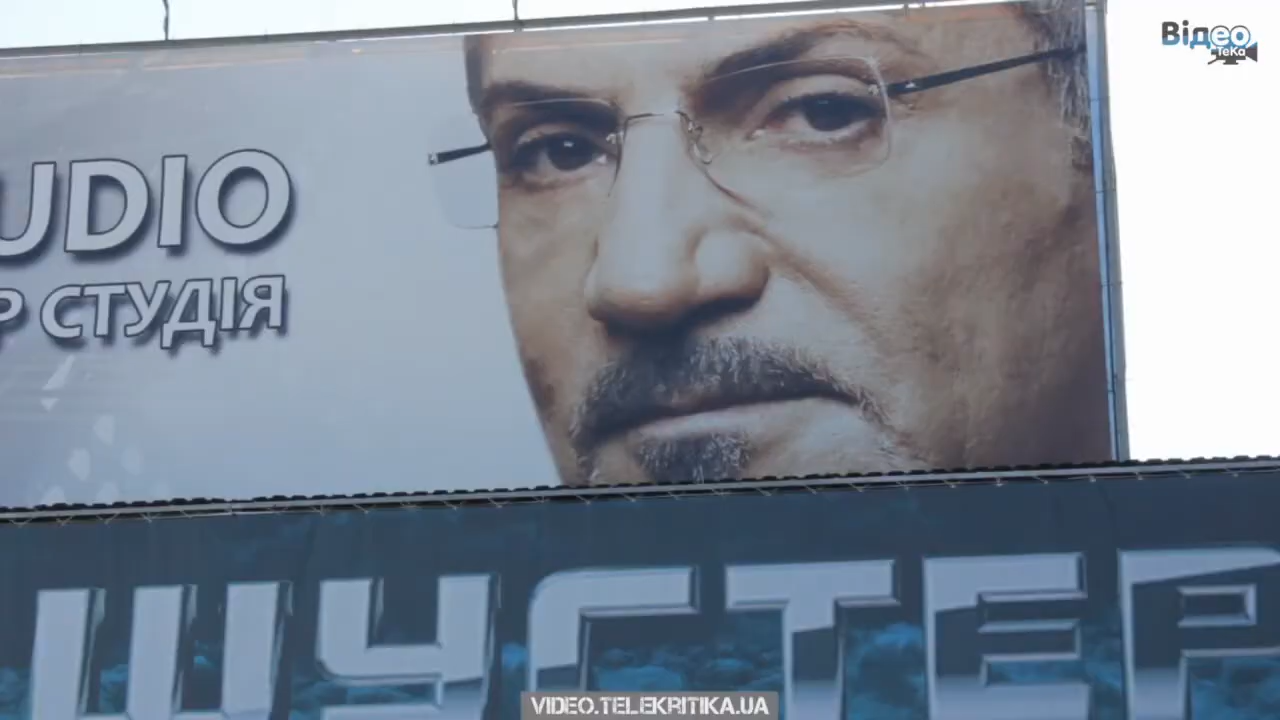 Відео
ТеКа
UDIO
Р СТУДІЯ
ШУСТЕР
VIDEO.TELEKRITIKA.UA